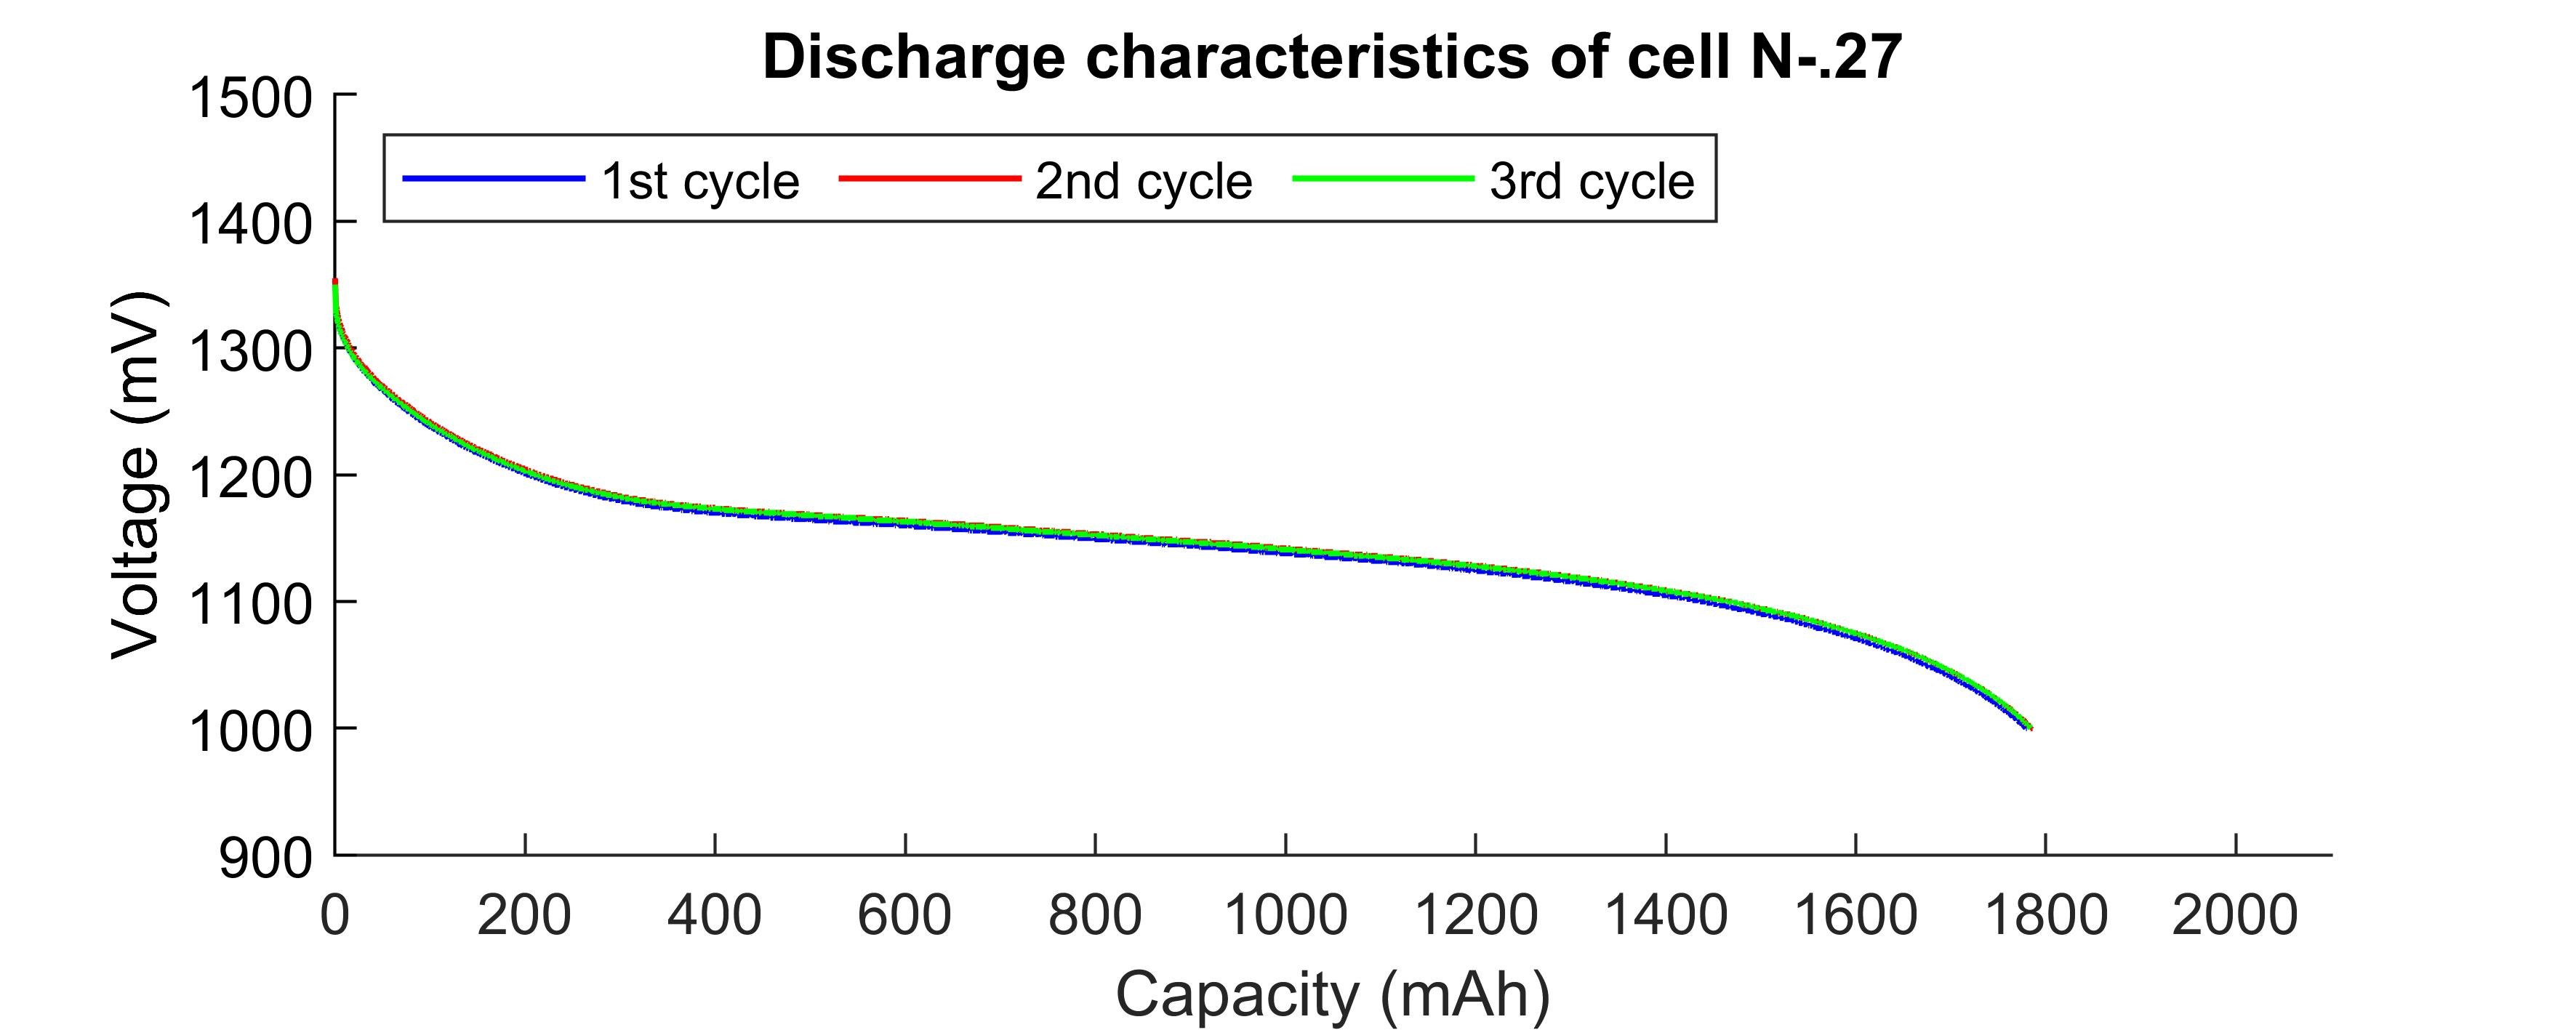 Discharge characteristics of cell N-.27
1500
1400
1300
1200
1100
1000
900
Voltage (mV)
1st cycle 2nd cycle 3rd cycle
0 200 400 600 800 1000 1200 1400 1600 1800 2000
Capacity (mAh)